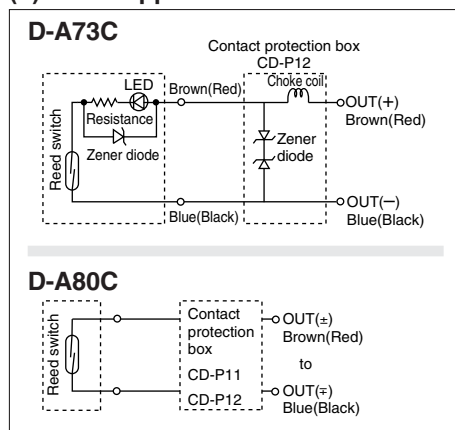 D-A73C
Contact protection box
CD-P12
LED
Brown(Red)
Choke coil
OUT(+)
Brown(Red)
Resistance
Zener diode
Zener
diode
Reed switch
Blue(Black)
OUT(−)
Blue(Black)
D-A80C
Reed switch
Contact
protection
box
CD-P11
CD-P12
OUT(±)
Brown(Red)
to
OUT(∓)
Blue(Black)